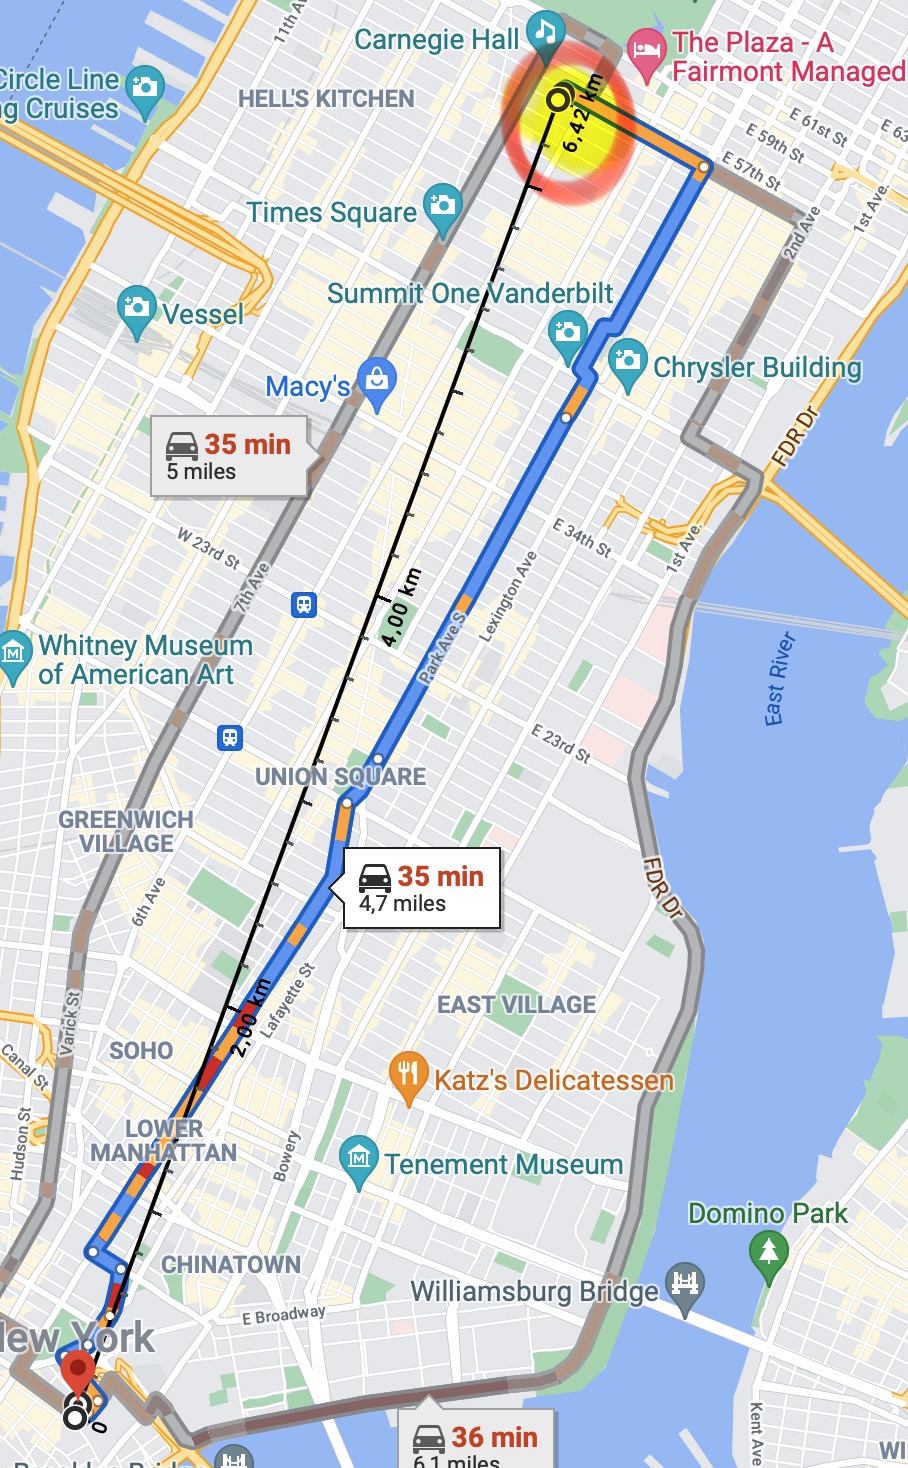 11th Av
Carnegie Hall
The Plaza - A
Fairmont Managed
Circle Line
ng Cruises
HELL'S KITCHEN
6,42 km
E 61st St
E 63
E 59th St
E 57th St
1st Ave.
2nd Ave
Times Square
Summit One Vanderbilt
Vessel
Macy's
Chrysler Building
FDR Dr
35 min
5 miles
W 23rd St
E 34th St
1st Ave.
7th Ave
4,00 km
Lexington Ave
Park Ave S
Whitney Museum
of American Art
East River
E 23rd St
UNION SQUARE
GREENWICH
VILLAGE
35 min
4,7 miles
6th Ave
FDR Dr
2,00 km
Lafayette St
EAST VILLAGE
Varick St
SOHO
Canal St
Katz's Delicatessen
LOWER
MANHATTAN
Hudson St
Bowery
Tenement Museum
Domino Park
CHINATOWN
Williamsburg Bridge
E Broadway
New York
0
Kent Ave
36 min
6,1 miles
Brooklyn Bridge
WI